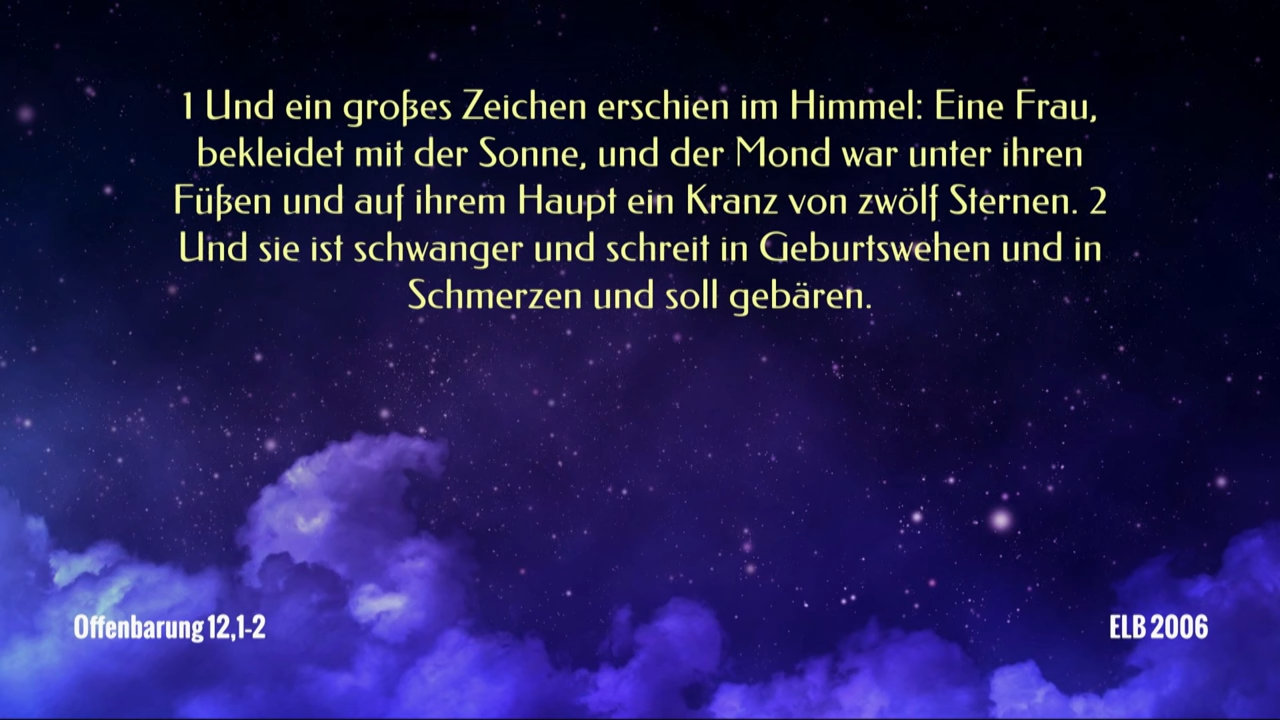 1 Und ein großes Zeichen erschien im Himmel: Eine Frau,
bekleidet mit der Sonne, und der Mond war unter ihren
Füßen und auf ihrem Haupt ein Kranz von zwölf Sternen. 2
Und sie ist schwanger und schreit in Geburtswehen und in
Schmerzen und soll gebären.
Offenbarung 12,1-2
ELB 2006